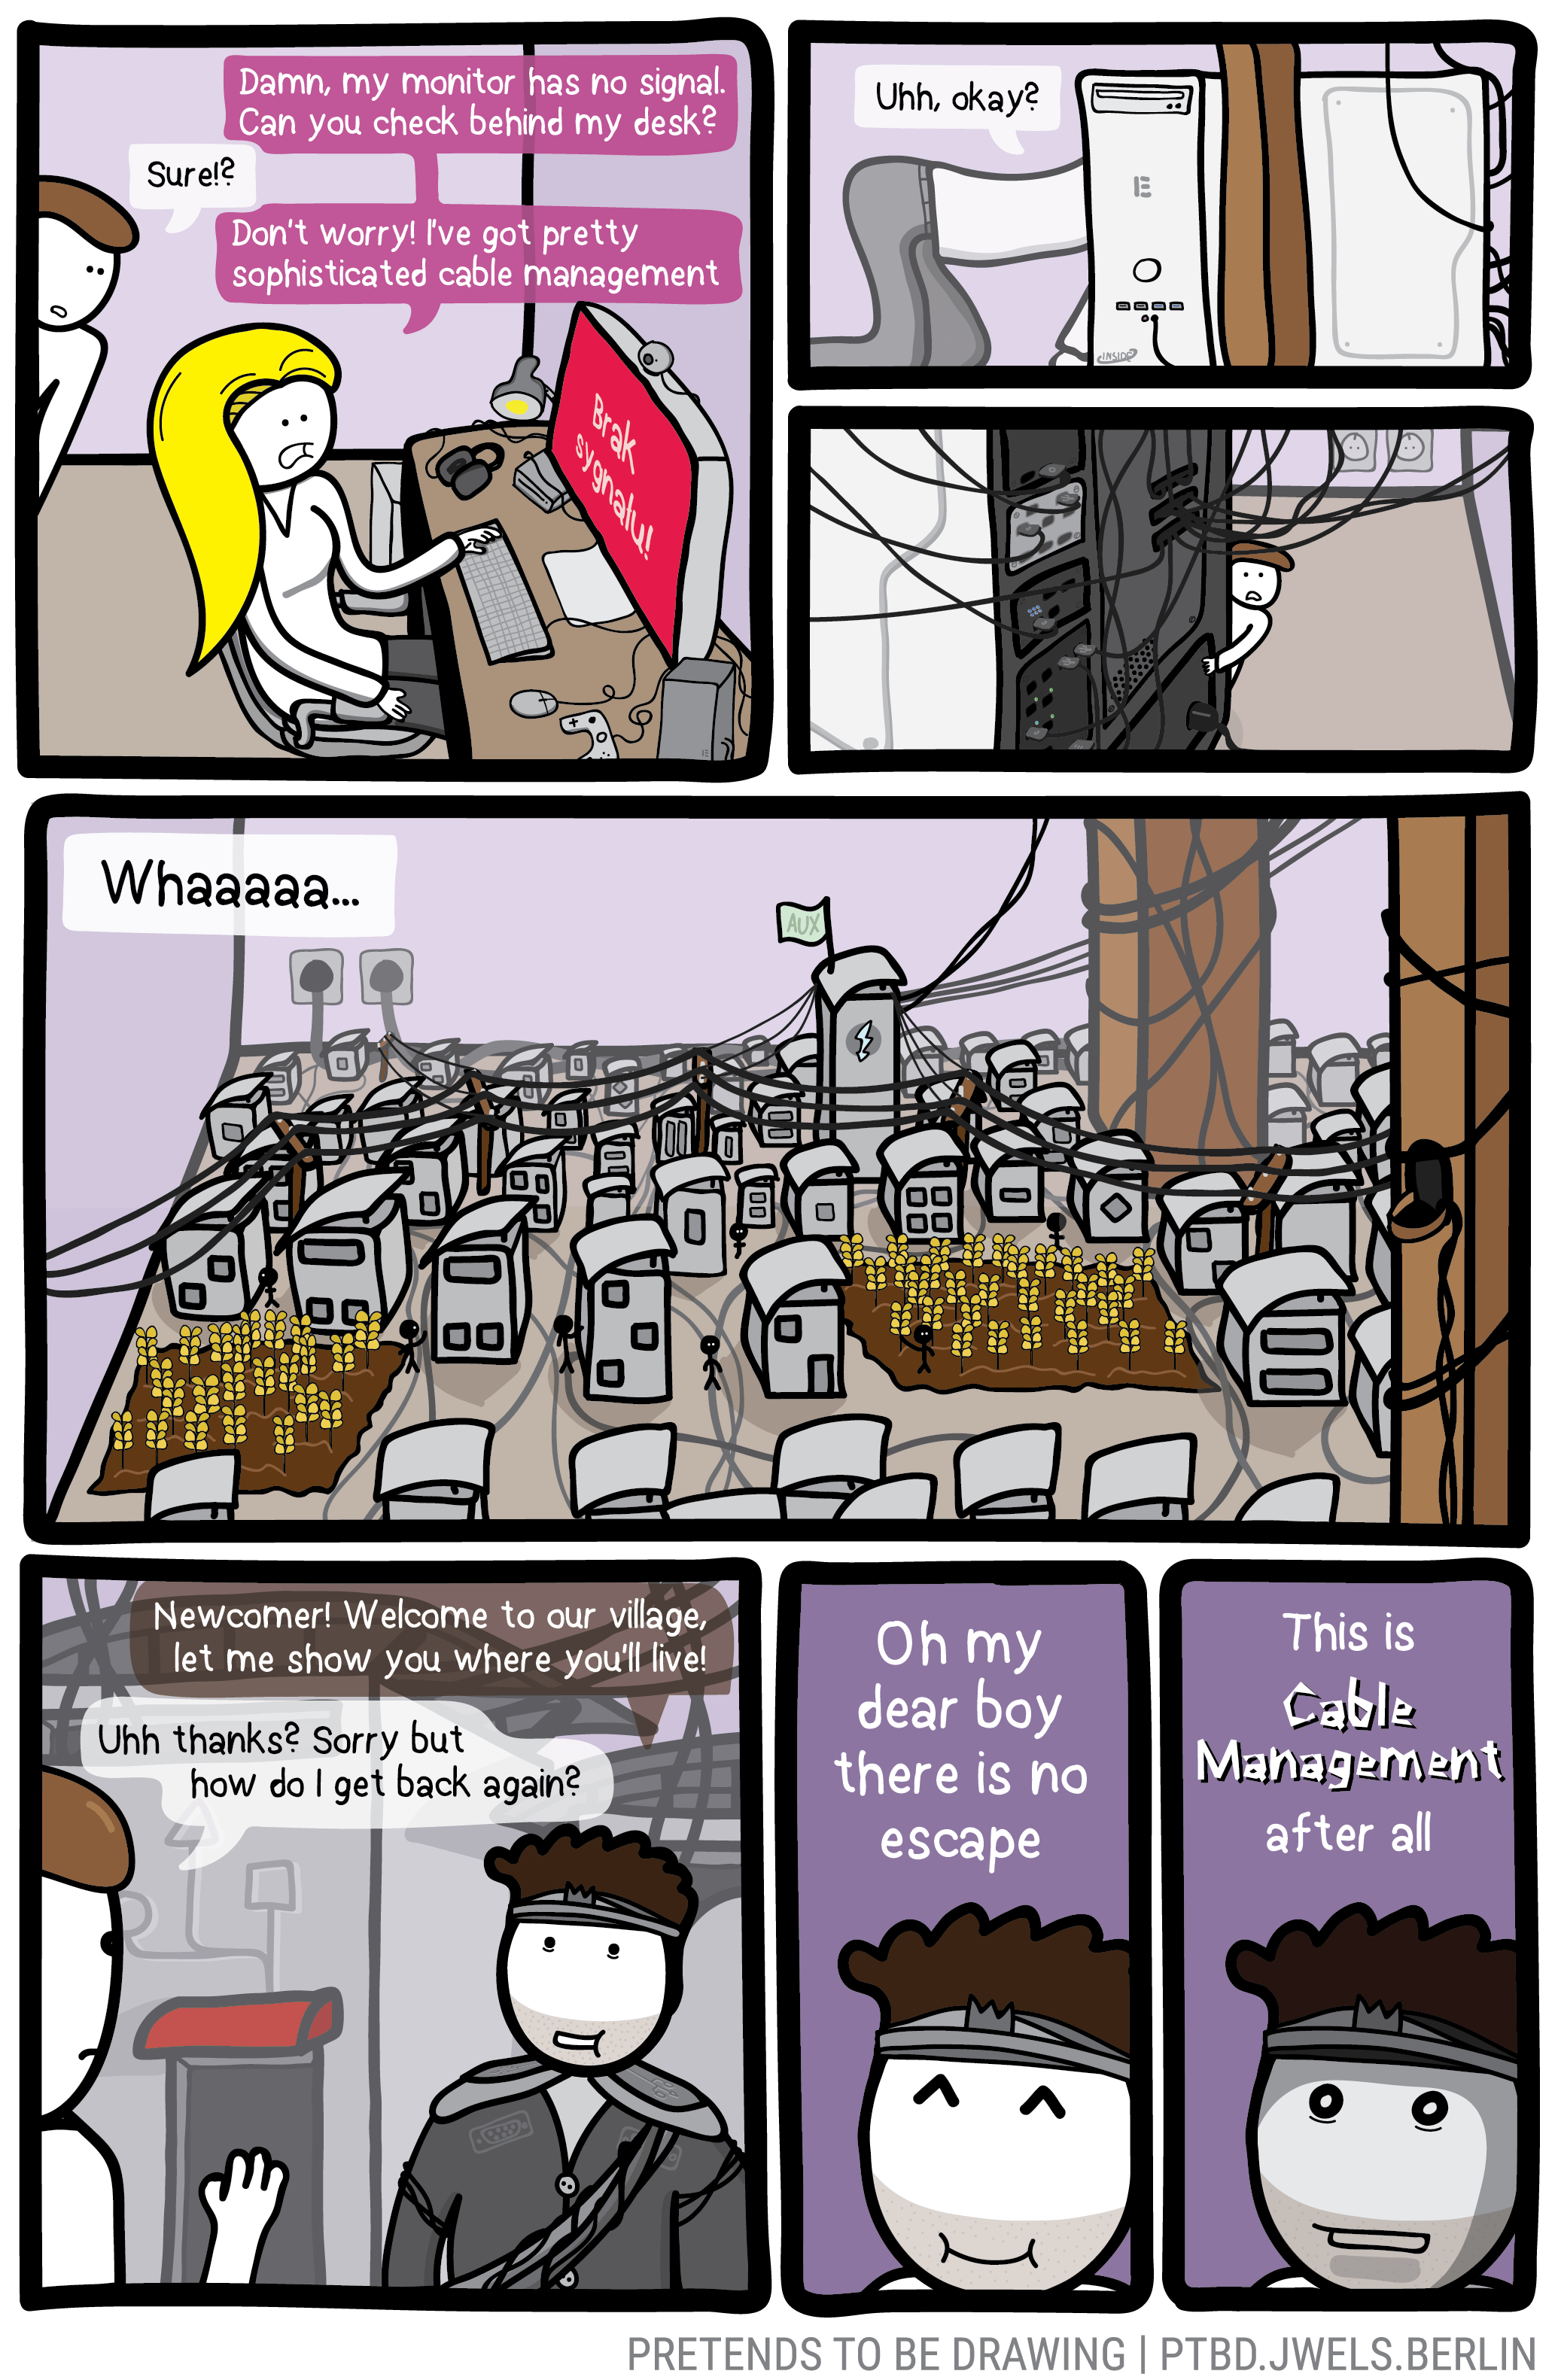 Damn, my monitor has no signal.
Can you check behind my desk?
Sure!?
Don't worry! I've got pretty
sophisticated cable management
Brak
sygnału!
Uhh, okay?
E
INSIDE
E
Whaaaaa...
AUX
Newcomer! Welcome to our village,
let me show you where you'll live!
Uhh thanks? Sorry but
how do I get back again?
Oh my
dear boy
there is no
escape
This is
Cable
Management
after all
PRETENDS TO BE DRAWING | PTBD.JWELS.BERLIN